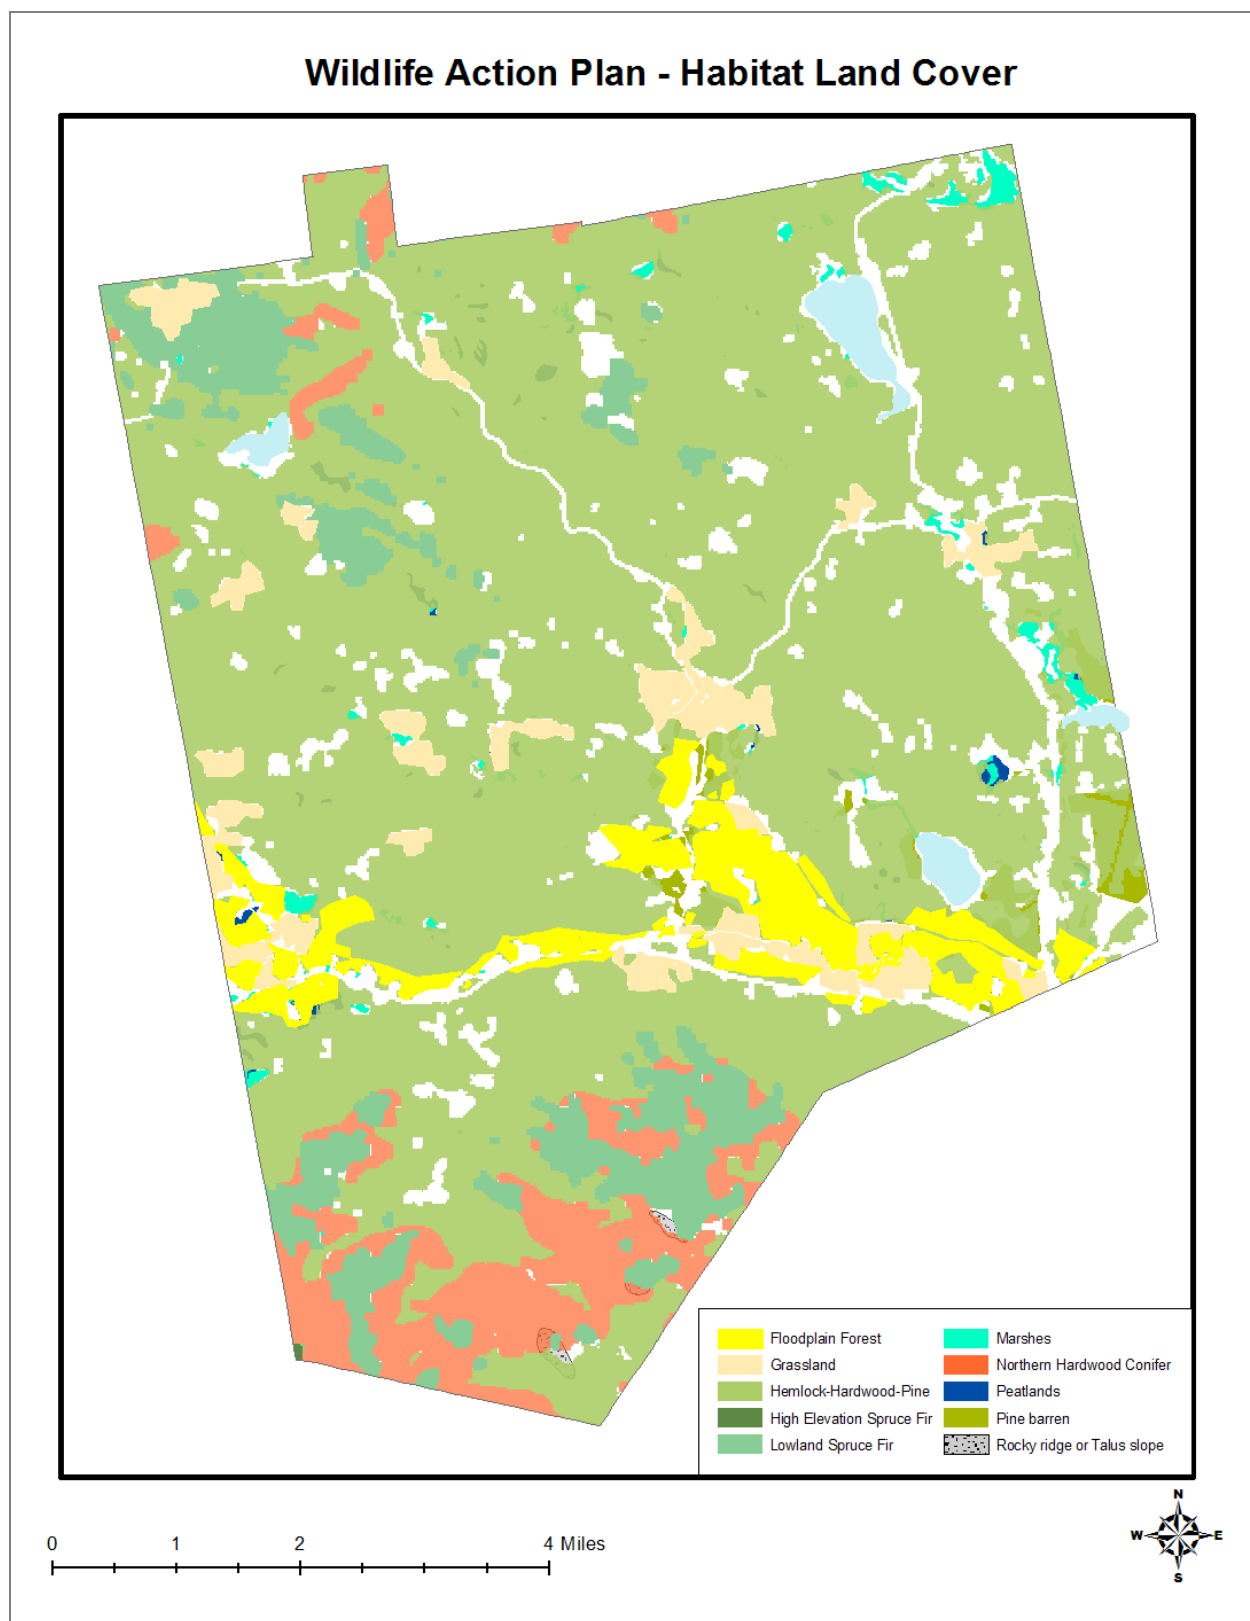 Wildlife Action Plan - Habitat Land Cover
Floodplain Forest
Grassland
Hemlock-Hardwood-Pine
High Elevation Spruce Fir
Lowland Spruce Fir
Marshes
Northern Hardwood Conifer
Peatlands
Pine barren
Rocky ridge or Talus slope
0 1 2 4 Miles
N
W E
S